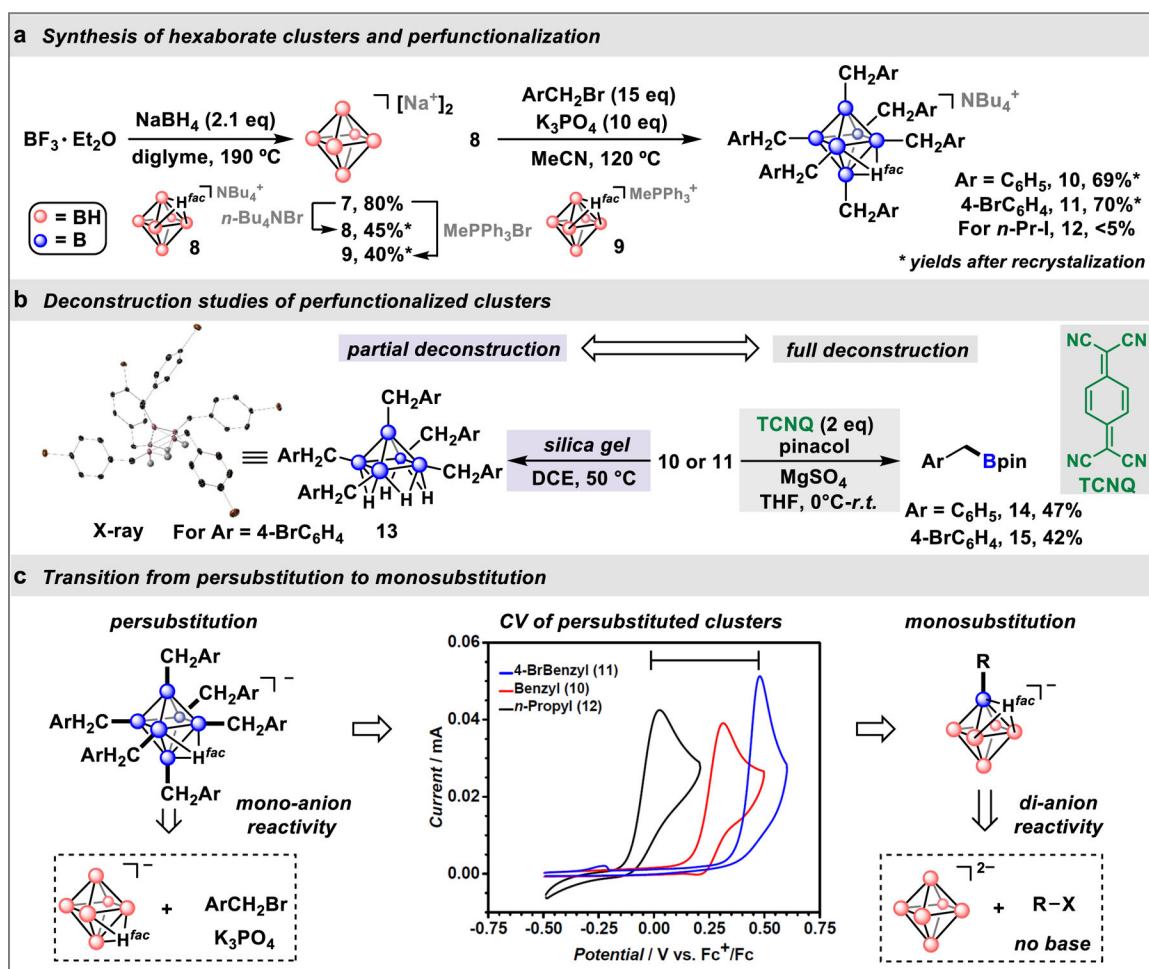 a Synthesis of hexaborate clusters and perfunctionalization
BF₃ · Et₂O
NaBH₄ (2.1 eq)
diglyme, 190 ºC
[Na⁺]₂
7, 80%
8, 45%*
9, 40%*
n-Bu₄NBr
MePPh₃Br
= BH
= B
Hᶠᵃᶜ
NBu₄⁺
8
Hᶠᵃᶜ
MePPh₃⁺
9
8
ArCH₂Br (15 eq)
K₃PO₄ (10 eq)
MeCN, 120 ºC
CH₂Ar
NBu₄⁺
CH₂Ar
ArH₂C
CH₂Ar
ArH₂C
Hᶠᵃᶜ
CH₂Ar
Ar = C₆H₅, 10, 69%*
4-BrC₆H₄, 11, 70%*
For n-Pr-I, 12, <5%
* yields after recrystalization
b Deconstruction studies of perfunctionalized clusters
partial deconstruction
full deconstruction
X-ray
CH₂Ar
CH₂Ar
ArH₂C
CH₂Ar
ArH₂C
H H H H
For Ar = 4-BrC₆H₄
13
silica gel
DCE, 50 °C
10 or 11
TCNQ (2 eq)
pinacol
MgSO₄
THF, 0°C-r.t.
Ar
Bpin
Ar = C₆H₅, 14, 47%
4-BrC₆H₄, 15, 42%
NC CN
NC CN
TCNQ
c Transition from persubstitution to monosubstitution
persubstitution
CH₂Ar
–
CH₂Ar
ArH₂C
CH₂Ar
ArH₂C
Hᶠᵃᶜ
CH₂Ar
mono-anion
reactivity
–
Hᶠᵃᶜ
+
ArCH₂Br
K₃PO₄
CV of persubstituted clusters
4-BrBenzyl (11)
Benzyl (10)
n-Propyl (12)
Current / mA
0.06
0.04
0.02
0.00
-0.75 -0.50 -0.25 0.00 0.25 0.50 0.75
Potential / V vs. Fc⁺/Fc
monosubstitution
R
–
Hᶠᵃᶜ
di-anion
reactivity
2–
+
R–X
no base